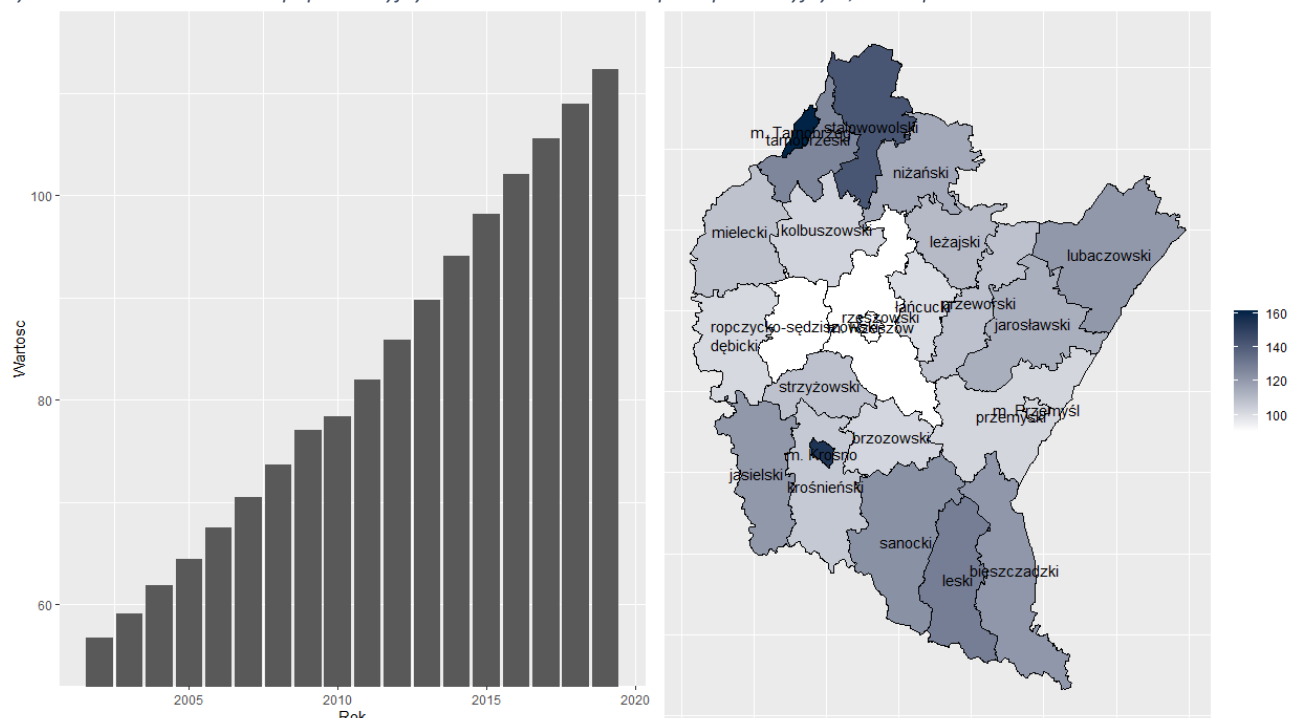 100
80
60
Wartosc
2005
2010
2015
2020
Rok
m. Tarnobrzeg
tarnobrzeski
stalowowolski
niżański
mielecki
kolbuszowski
leżajski
lubaczowski
łańcucki
przeworski
rzeszowski
m. Rzeszów
ropczycko-sędziszowski
dębicki
jarosławski
strzyżowski
m. Przemyśl
przemyski
brzozowski
m. Krosno
jasielski
krośnieński
sanocki
leski
bieszczadzki
160
140
120
100